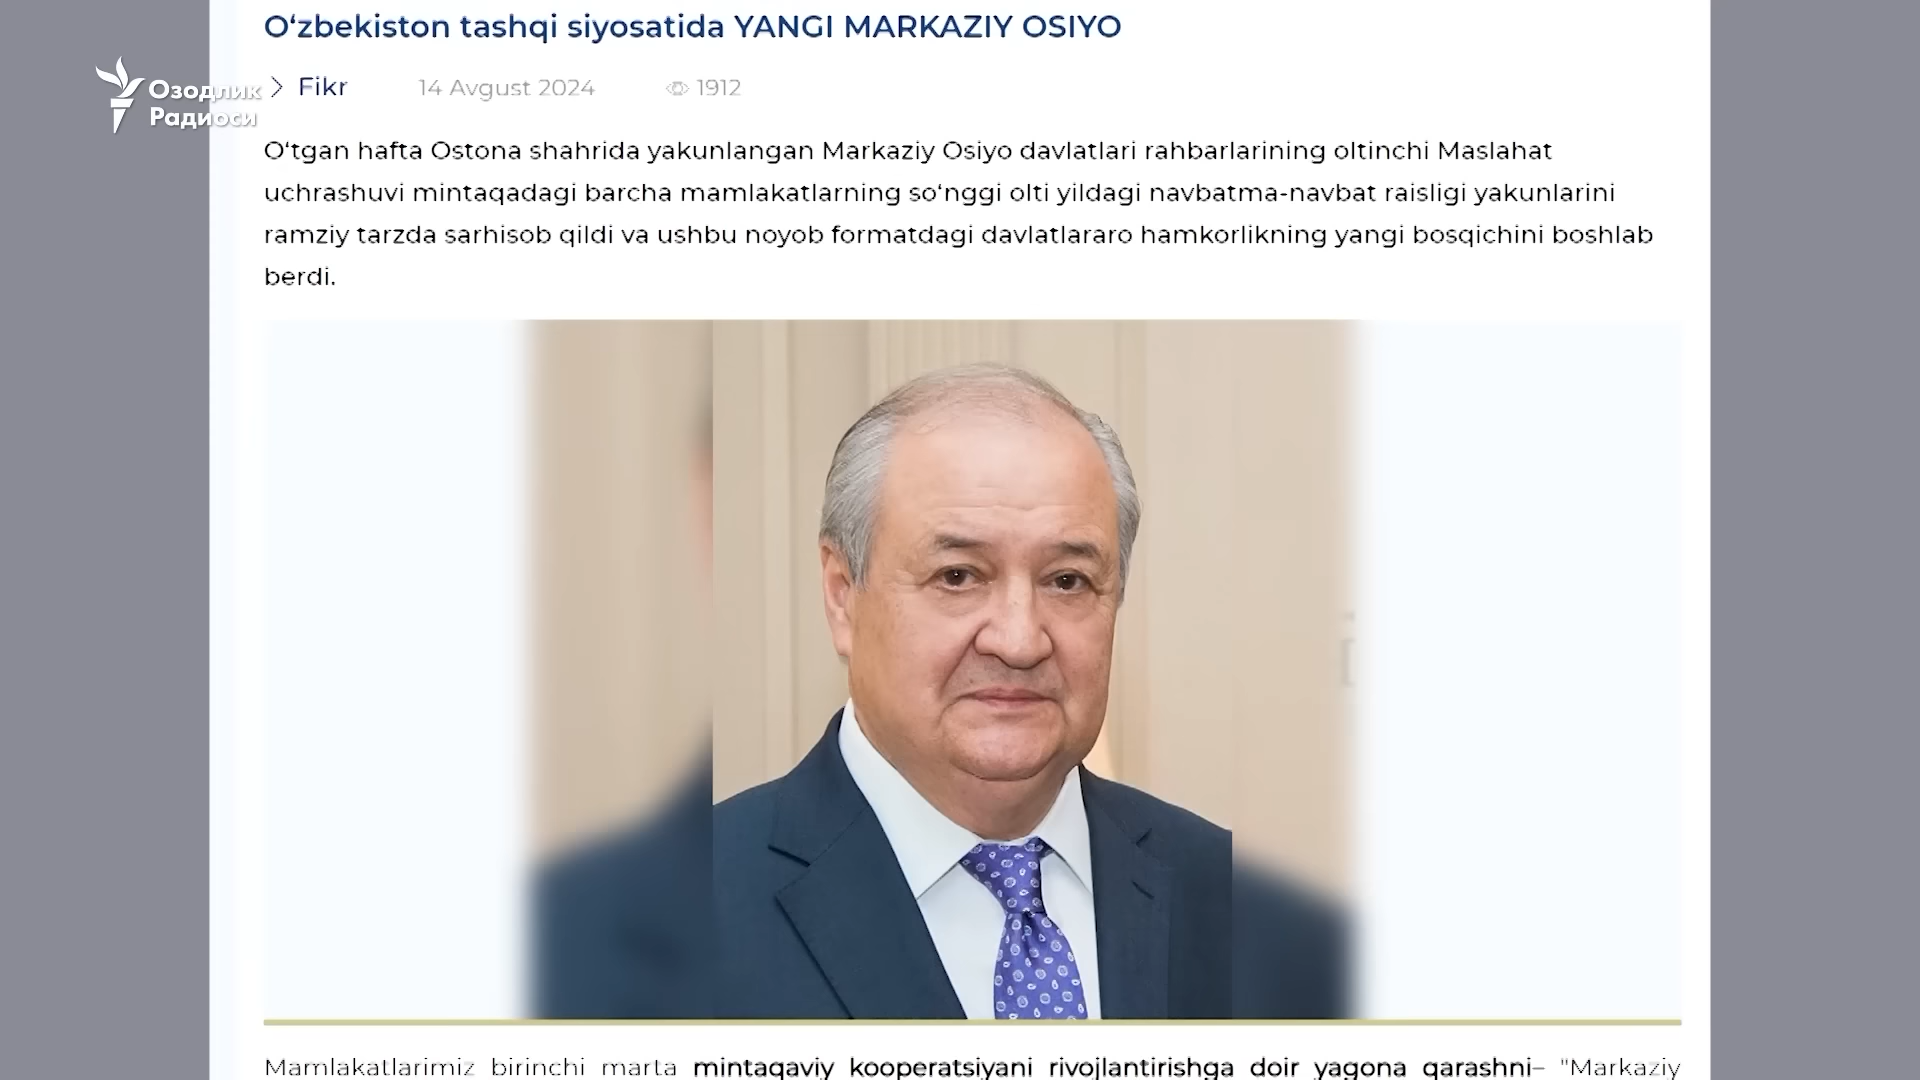 O‘zbekiston tashqi siyosatida YANGI MARKAZIY OSIYO
Озодлик
Радиоси
Fikr 14 Avgust 2024 1912
O‘tgan hafta Ostona shahrida yakunlangan Markaziy Osiyo davlatlari rahbarlarining oltinchi Maslahat
uchrashuvi mintaqadagi barcha mamlakatlarning so‘nggi olti yildagi navbatma-navbat raisligi yakunlarini
ramziy tarzda sarhisob qildi va ushbu noyob formatdagi davlatlararo hamkorlikning yangi bosqichini boshlab
berdi.
Mamlakatlarimiz birinchi marta mintaqaviy kooperatsiyani rivojlantirishga doir yagona qarashni– "Markaziy